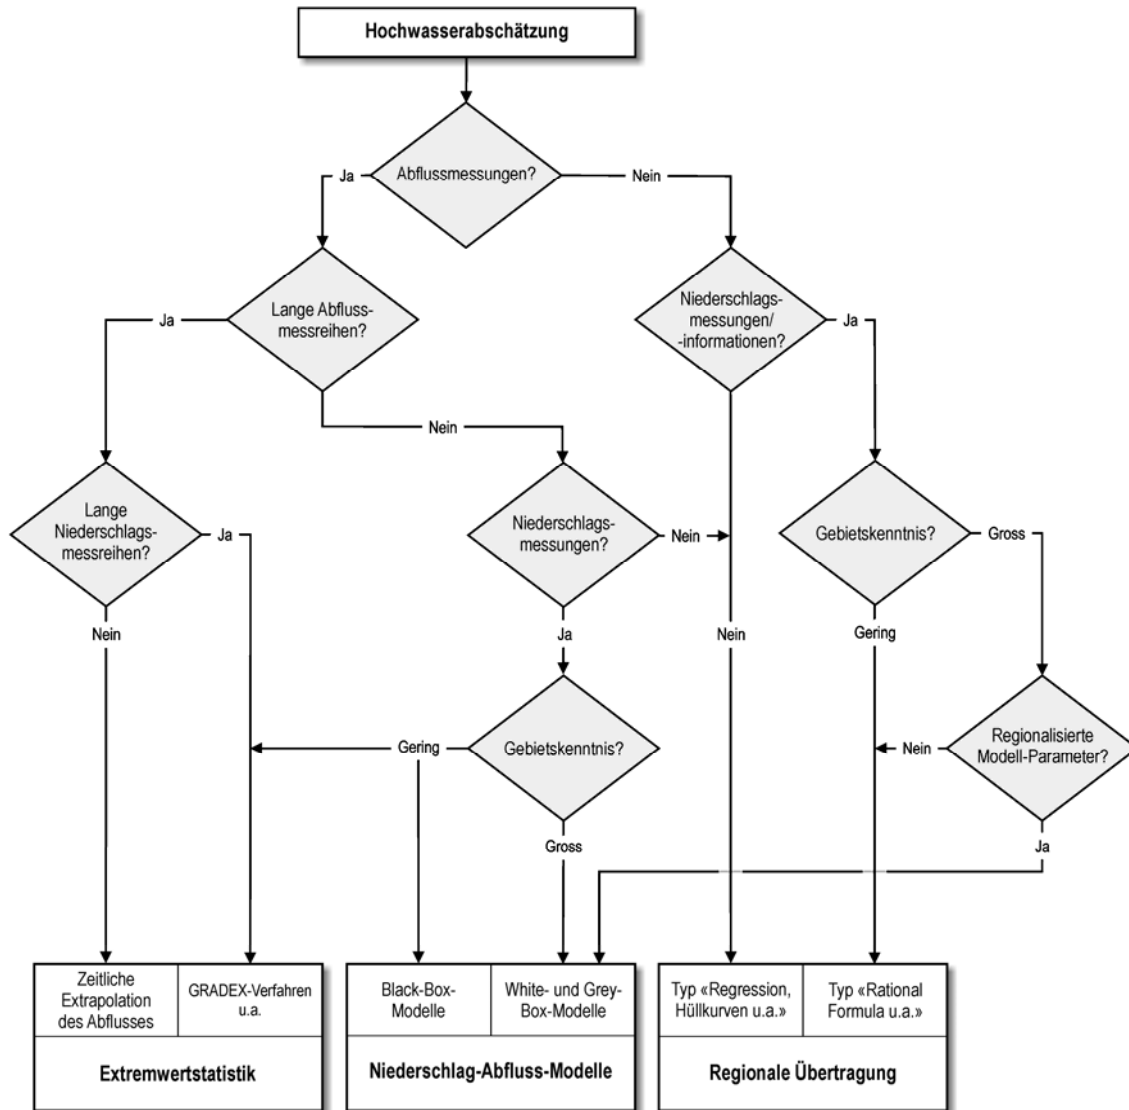 Hochwasserabschätzung
Abflussmessungen?
Ja
Nein
Lange Abfluss-
messreihen?
Niederschlags-
messungen/
-informationen?
Ja
Ja
Nein
Lange
Niederschlags-
messreihen?
Ja
Niederschlags-
messungen?
Nein
Gebietskenntnis?
Gross
Nein
Ja
Nein
Gering
Gering
Gebietskenntnis?
Nein
Regionalisierte
Modell-Parameter?
Gross
Ja
Zeitliche
Extrapolation
des Abflusses
GRADEX-Verfahren
u.a.
Extremwertstatistik
Black-Box-
Modelle
White- und Grey-
Box-Modelle
Niederschlag-Abfluss-Modelle
Typ «Regression,
Hüllkurven u.a.»
Typ «Rational
Formula u.a.»
Regionale Übertragung